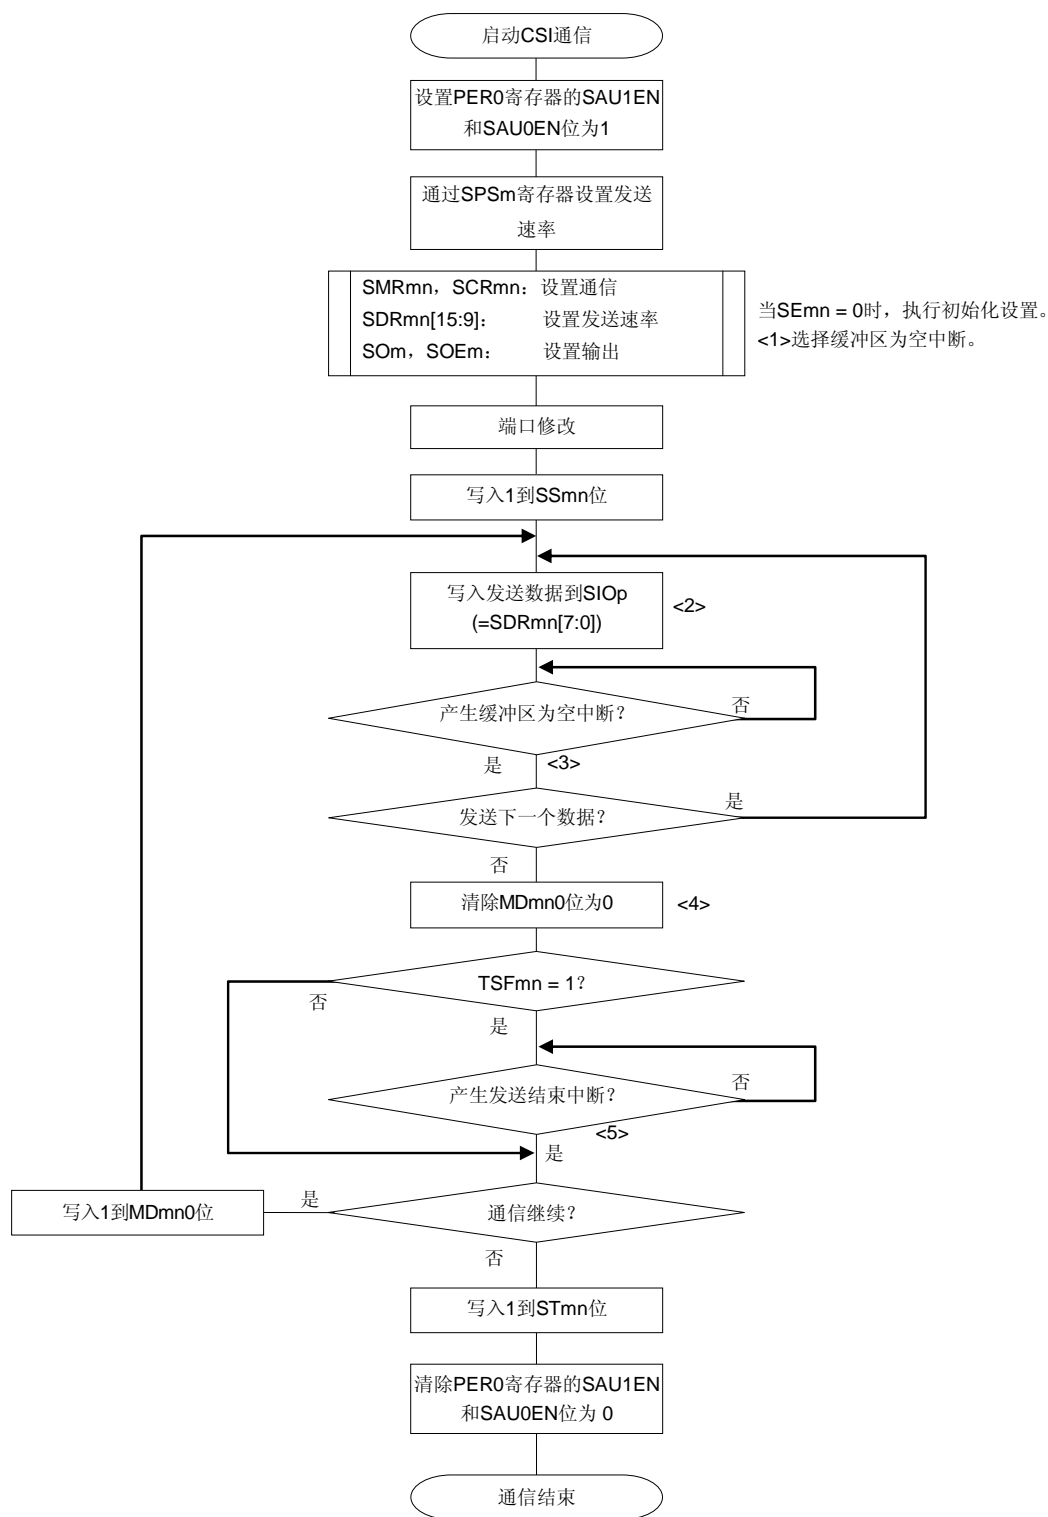 启动CSI通信
设置PER0寄存器的SAU1EN
和SAU0EN位为1
通过SPSm寄存器设置发送
速率
SMRmn，SCRmn：设置通信
SDRmn[15:9]： 设置发送速率
SOm，SOEm： 设置输出
当SEmn = 0时，执行初始化设置。
<1>选择缓冲区为空中断。
端口修改
写入1到SSmn位
写入发送数据到SIOp
(=SDRmn[7:0])
<2>
产生缓冲区为空中断？
否
是
<3>
发送下一个数据？
是
否
清除MDmn0位为0
<4>
TSFmn = 1？
否
是
产生发送结束中断？
否
<5>
是
通信继续？
是
写入1到MDmn0位
否
写入1到STmn位
清除PER0寄存器的SAU1EN
和SAU0EN位为 0
通信结束